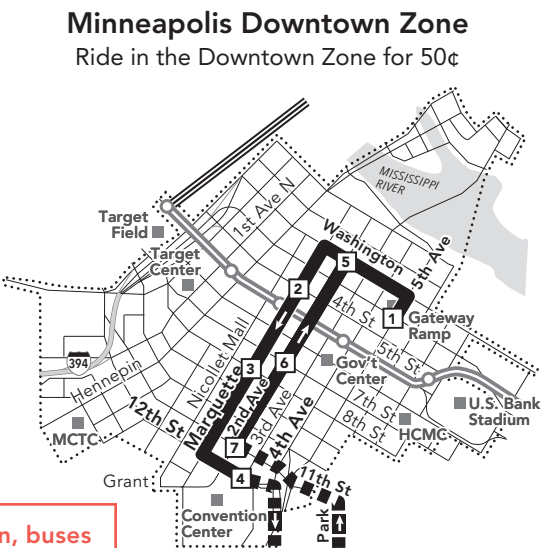 Minneapolis Downtown Zone
Ride in the Downtown Zone for 50¢
MISSISSIPPI
RIVER
Target
Field
1st Ave N
Target
Center
Washington
5th Ave
5
2
4th St
1
Gateway
Ramp
5th St
394
Hennepin
Nicollet Mall
3
6
Gov't
Center
Marquette
2nd Ave
3rd Ave
4th Ave
7th St
8th St
U.S. Bank
Stadium
HCMC
12th St
MCTC
7
4
11th St
Grant
Convention
Center
Park
n, buses